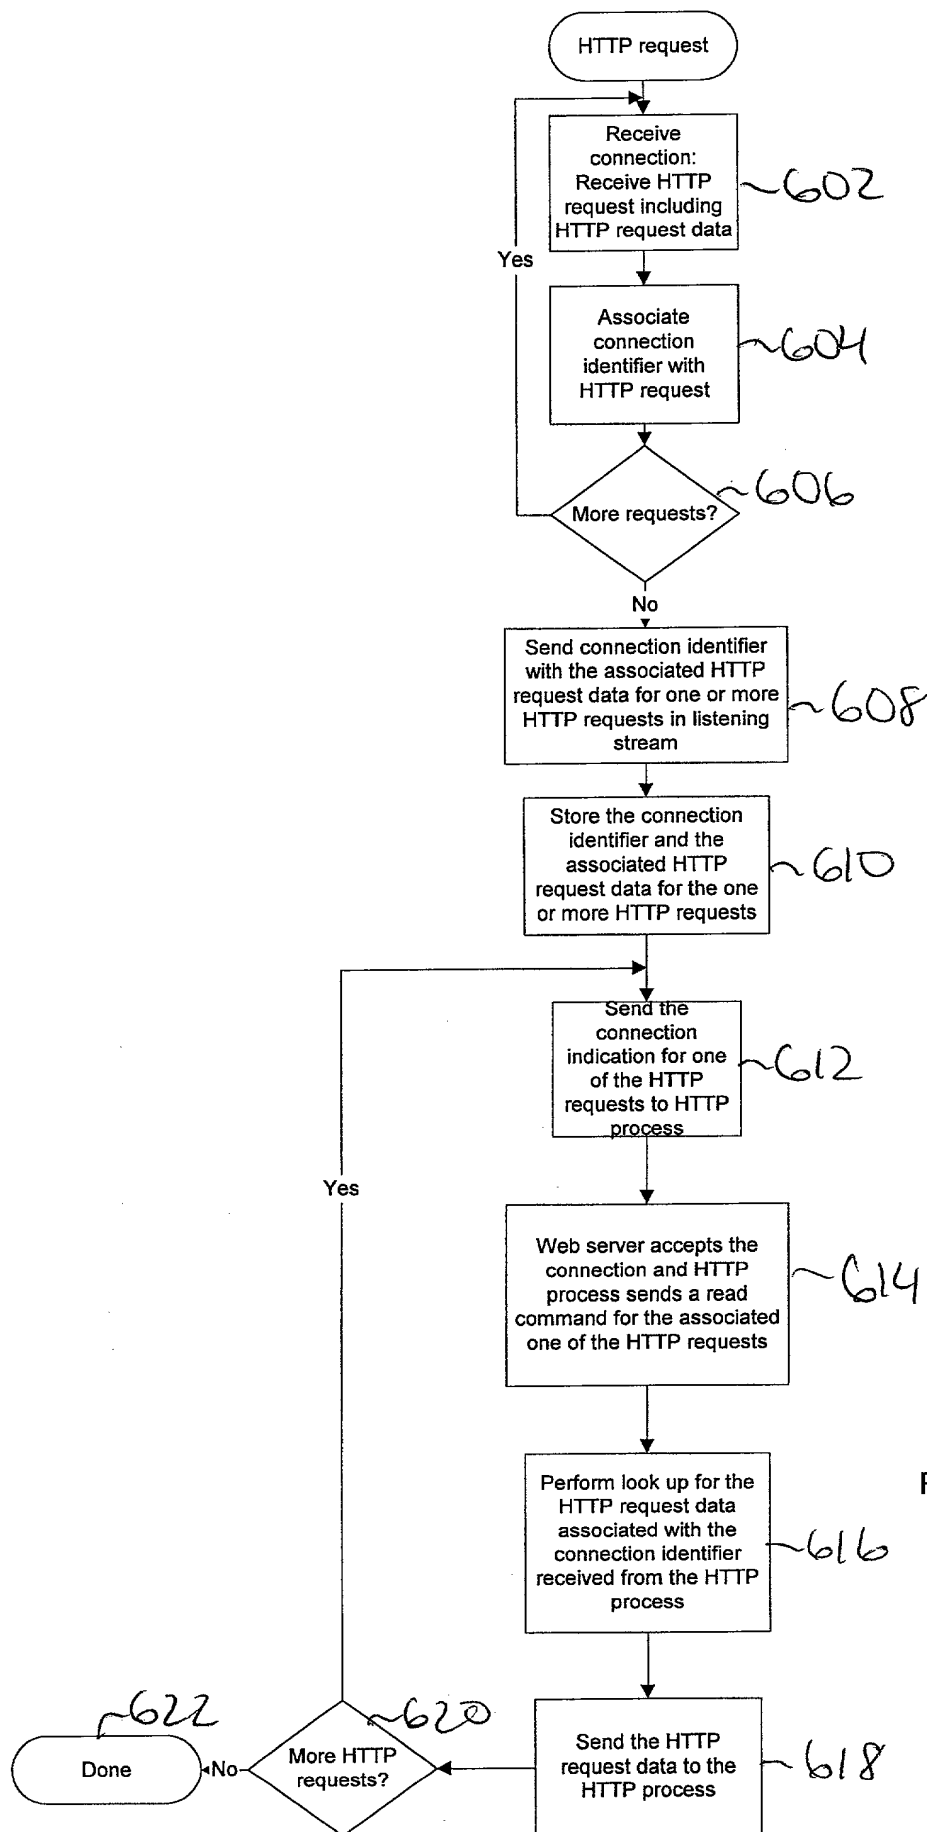 HTTP request
Receive
connection:
Receive HTTP
request including
HTTP request data
~602
Yes
Associate
connection
identifier with
HTTP request
~604
More requests?
~606
No
Send connection identifier
with the associated HTTP
request data for one or more
HTTP requests in listening
stream
~608
Store the connection
identifier and the
associated HTTP
request data for the one
or more HTTP requests
~610
Send the
connection
indication for one
of the HTTP
requests to HTTP
process
~612
Yes
Web server accepts the
connection and HTTP
process sends a read
command for the associated
one of the HTTP requests
~614
Perform look up for the
HTTP request data
associated with the
connection identifier
received from the HTTP
process
~616
F
Send the HTTP
request data to the
HTTP process
~618
More HTTP
requests?
~620
No
Done
~622